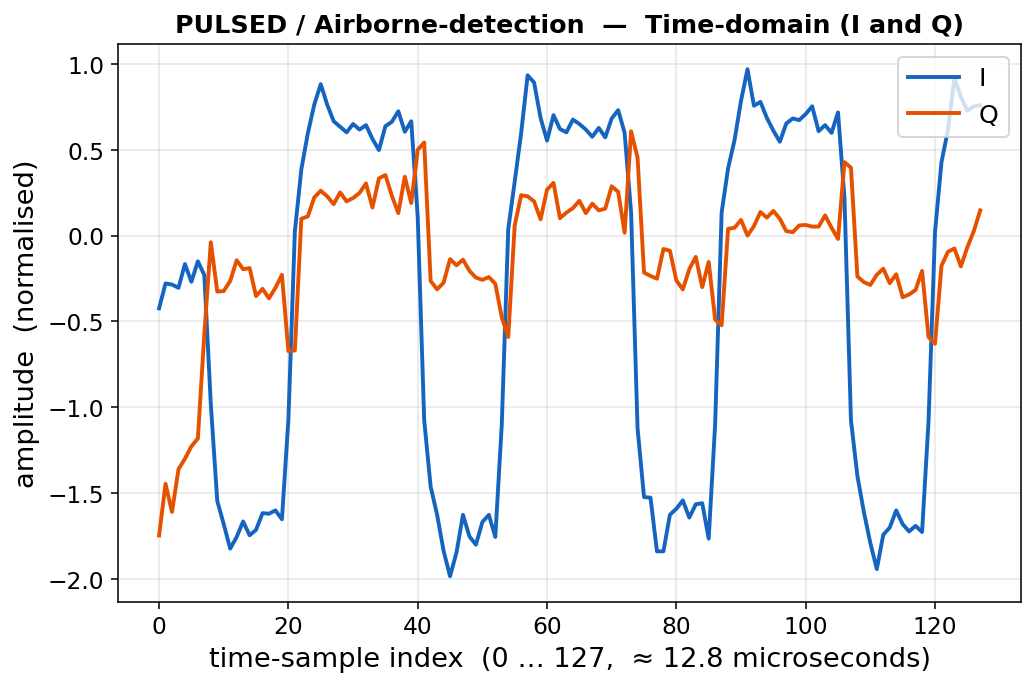 PULSED / Airborne-detection — Time-domain (I and Q)
1.0
0.5
0.0
−0.5
−1.0
−1.5
−2.0
amplitude (normalised)
I
Q
0 20 40 60 80 100 120
time-sample index (0 … 127, ≈ 12.8 microseconds)